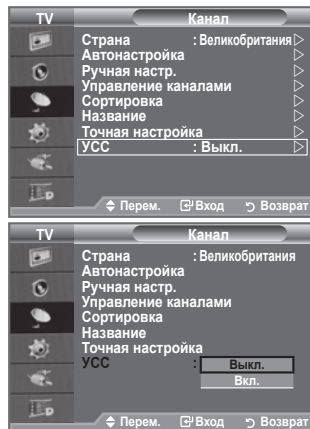 TV Канал
Страна : Великобритания
Автонастройка
Ручная настр.
Управление каналами
Сортировка
Название
Точная настройка
УСС : Выкл.
Перем. Вход Возврат
TV Канал
Страна : Великобритания
Автонастройка
Ручная настр.
Управление каналами
Сортировка
Название
Точная настройка
УСС : Выкл.
Вкл.
Перем. Вход Возврат